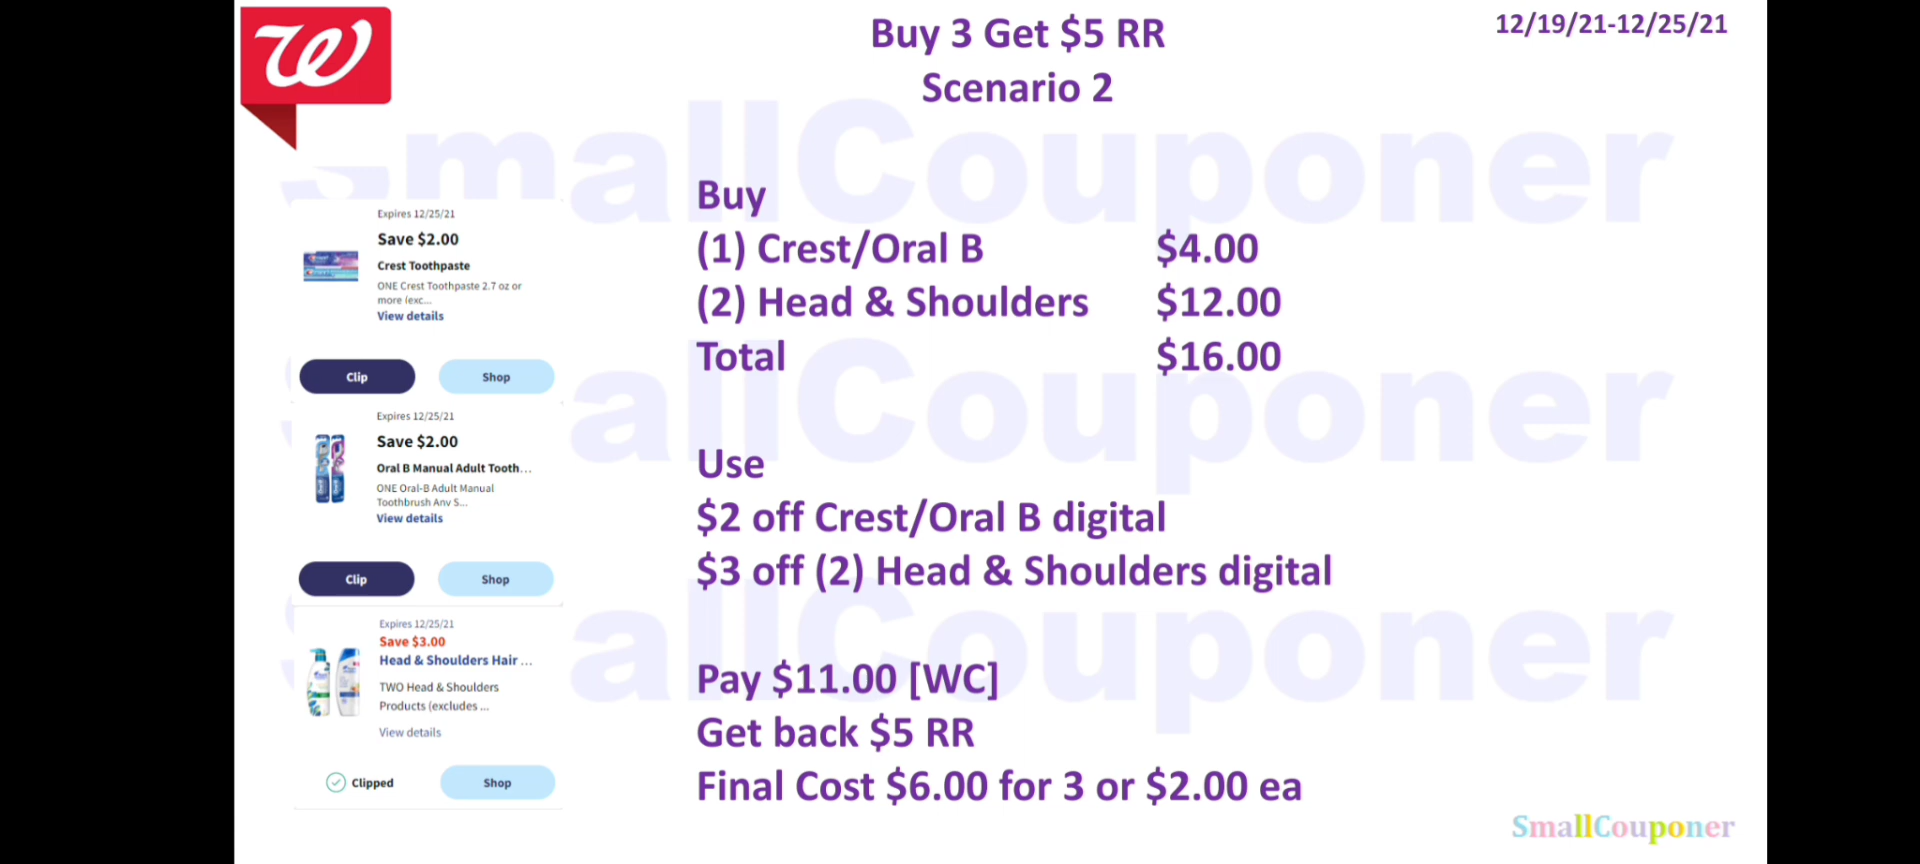 Buy 3 Get $5 RR
Scenario 2
12/19/21-12/25/21
Expires 12/25/21
Save $2.00
Crest Toothpaste
ONE Crest Toothpaste 2.7 oz or
more (exc...
View details
Clip Shop
Expires 12/25/21
Save $2.00
Oral B Manual Adult Tooth...
ONE Oral-B Adult Manual
Toothbrush Any S...
View details
Clip Shop
Expires 12/25/21
Save $3.00
Head & Shoulders Hair ...
TWO Head & Shoulders
Products (excludes ...
View details
Clipped Shop
Buy
(1) Crest/Oral B $4.00
(2) Head & Shoulders $12.00
Total $16.00
Use
$2 off Crest/Oral B digital
$3 off (2) Head & Shoulders digital
Pay $11.00 [WC]
Get back $5 RR
Final Cost $6.00 for 3 or $2.00 ea
SmallCouponer
SmallCouponer
allCouponer
allCouponer